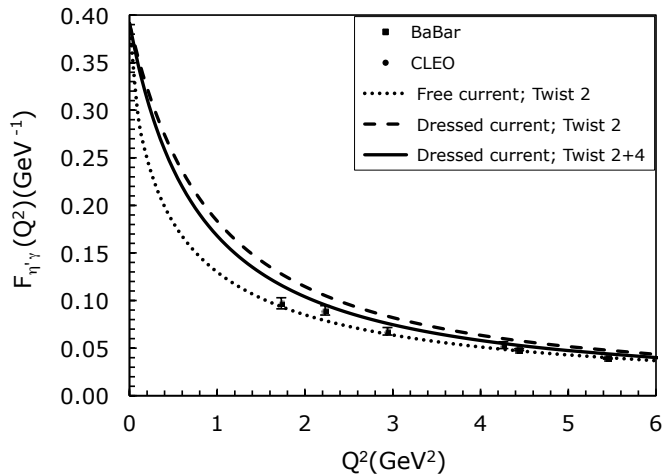 0.40
0.35
0.30
0.25
0.20
0.15
0.10
0.05
0.00
F_η'γ(Q²)(GeV⁻¹)
BaBar
CLEO
Free current; Twist 2
Dressed current; Twist 2
Dressed current; Twist 2+4
0 1 2 3 4 5 6
Q²(GeV²)